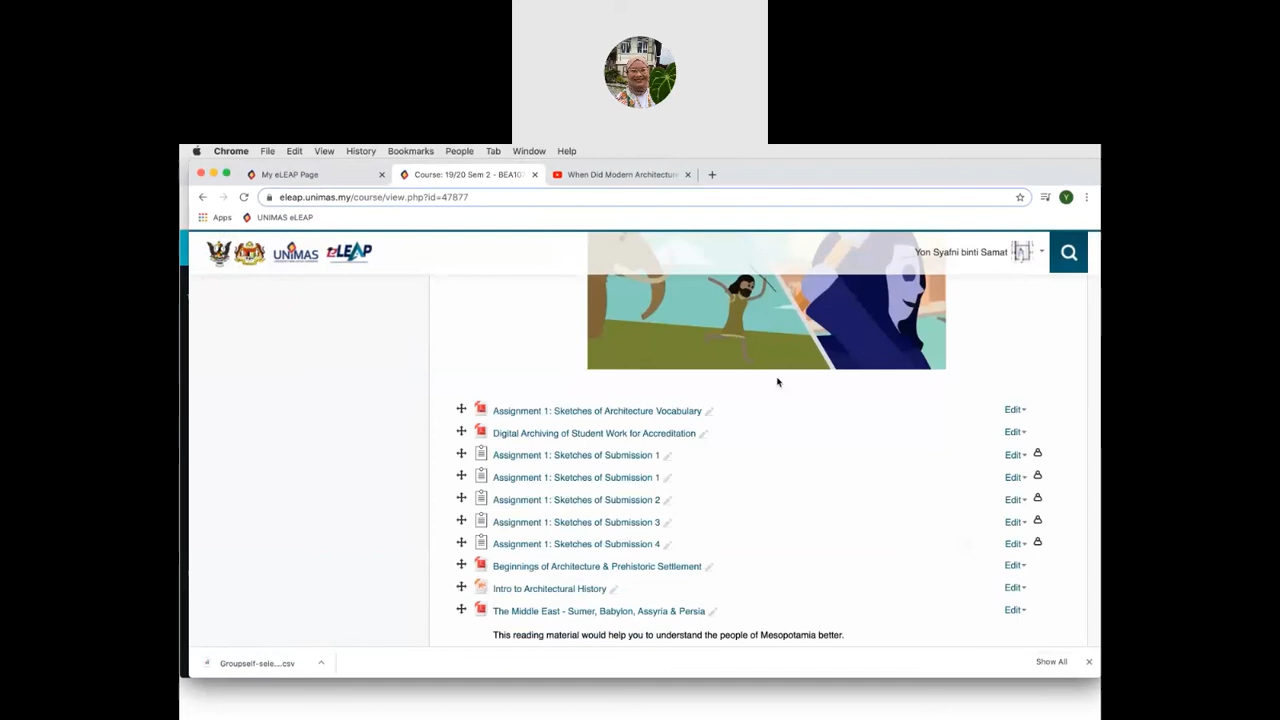 Chrome File Edit View History Bookmarks People Tab Window Help
My eLEAP Page
Course: 19/20 Sem 2 - BEA10
When Did Modern Architecture
eleap.unimas.my/course/view.php?id=47877
Y
Apps UNIMAS eLEAP
UNIMAS eLEAP Yon Syafni binti Samat
Assignment 1: Sketches of Architecture Vocabulary Edit
Digital Archiving of Student Work for Accreditation Edit
Assignment 1: Sketches of Submission 1 Edit
Assignment 1: Sketches of Submission 1 Edit
Assignment 1: Sketches of Submission 2 Edit
Assignment 1: Sketches of Submission 3 Edit
Assignment 1: Sketches of Submission 4 Edit
Beginnings of Architecture & Prehistoric Settlement Edit
Intro to Architectural History Edit
The Middle East - Sumer, Babylon, Assyria & Persia Edit
This reading material would help you to understand the people of Mesopotamia better.
Groupself-sele....csv Show All